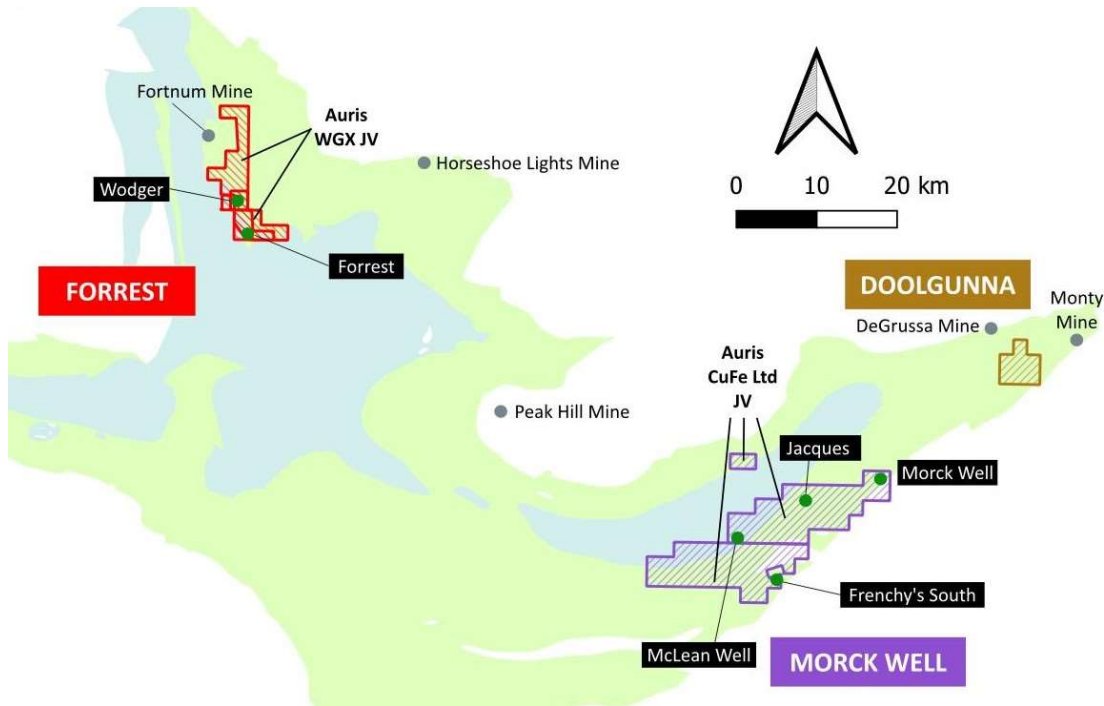 Fortnum Mine
Auris
WGX JV
Horseshoe Lights Mine
Wodger
Forrest
FORREST
0 10 20 km
DOOLGUNNA
Monty
Mine
DeGrussa Mine
Auris
CuFe Ltd
JV
Peak Hill Mine
Jacques
Morck Well
Frenchy's South
McLean Well
MORCK WELL